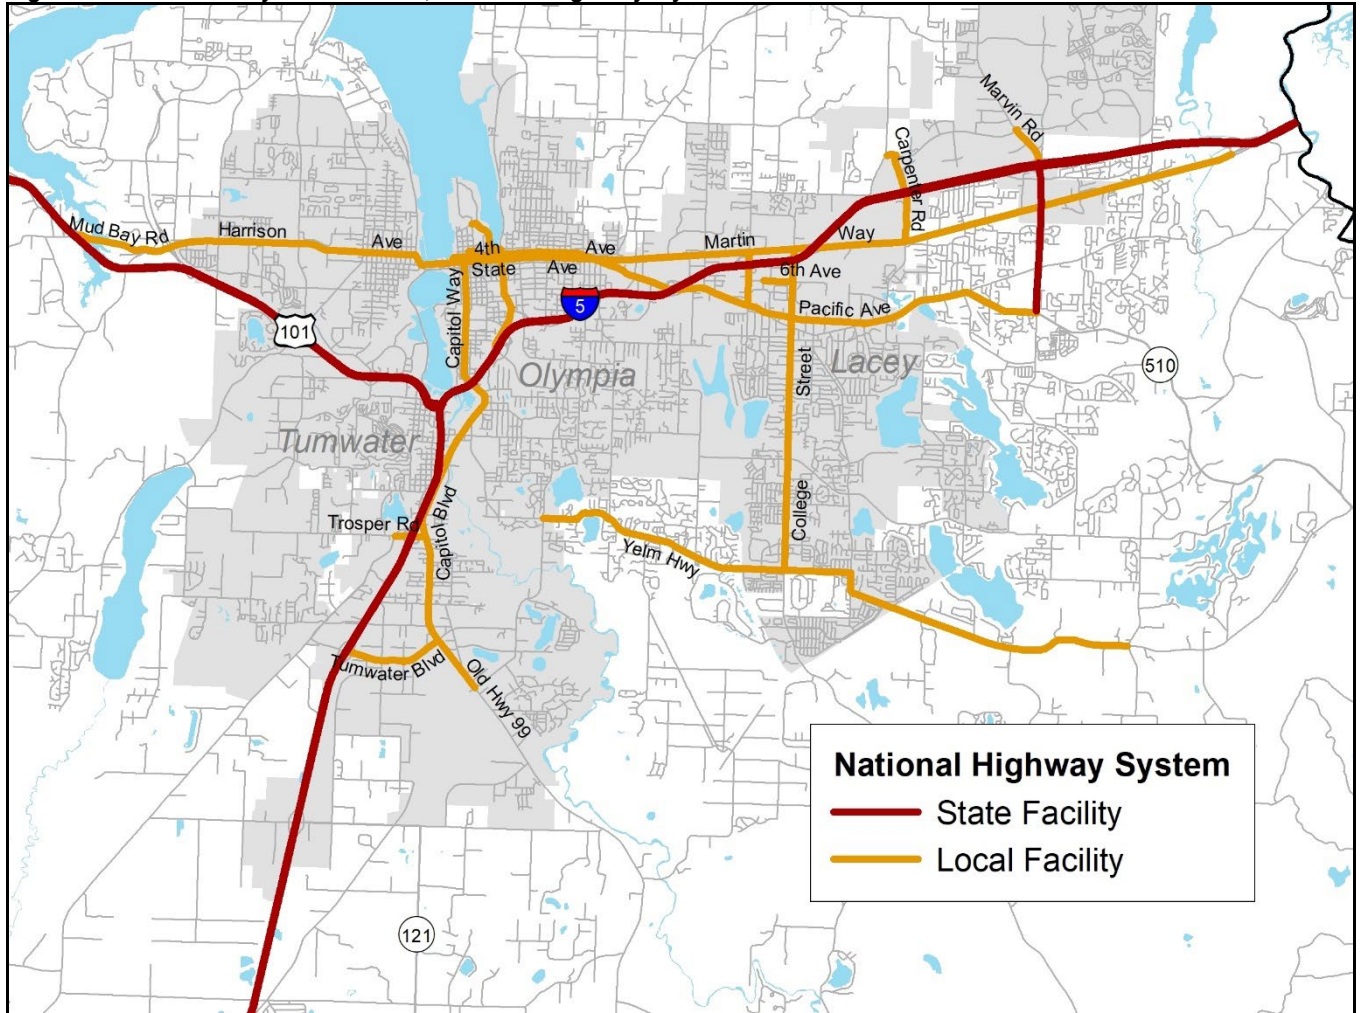 Marvin Rd
Carpenter Rd
Mud Bay Rd
Harrison
Ave
4th
Ave
Martin
Way
State
Ave
6th Ave
Capitol Way
5
Pacific Ave
101
Olympia
Street
Lacey
510
Tumwater
Trosper Rd
Capitol Blvd
College
Yelm Hwy
Tumwater Blvd
Old Hwy 99
National Highway System
State Facility
Local Facility
121